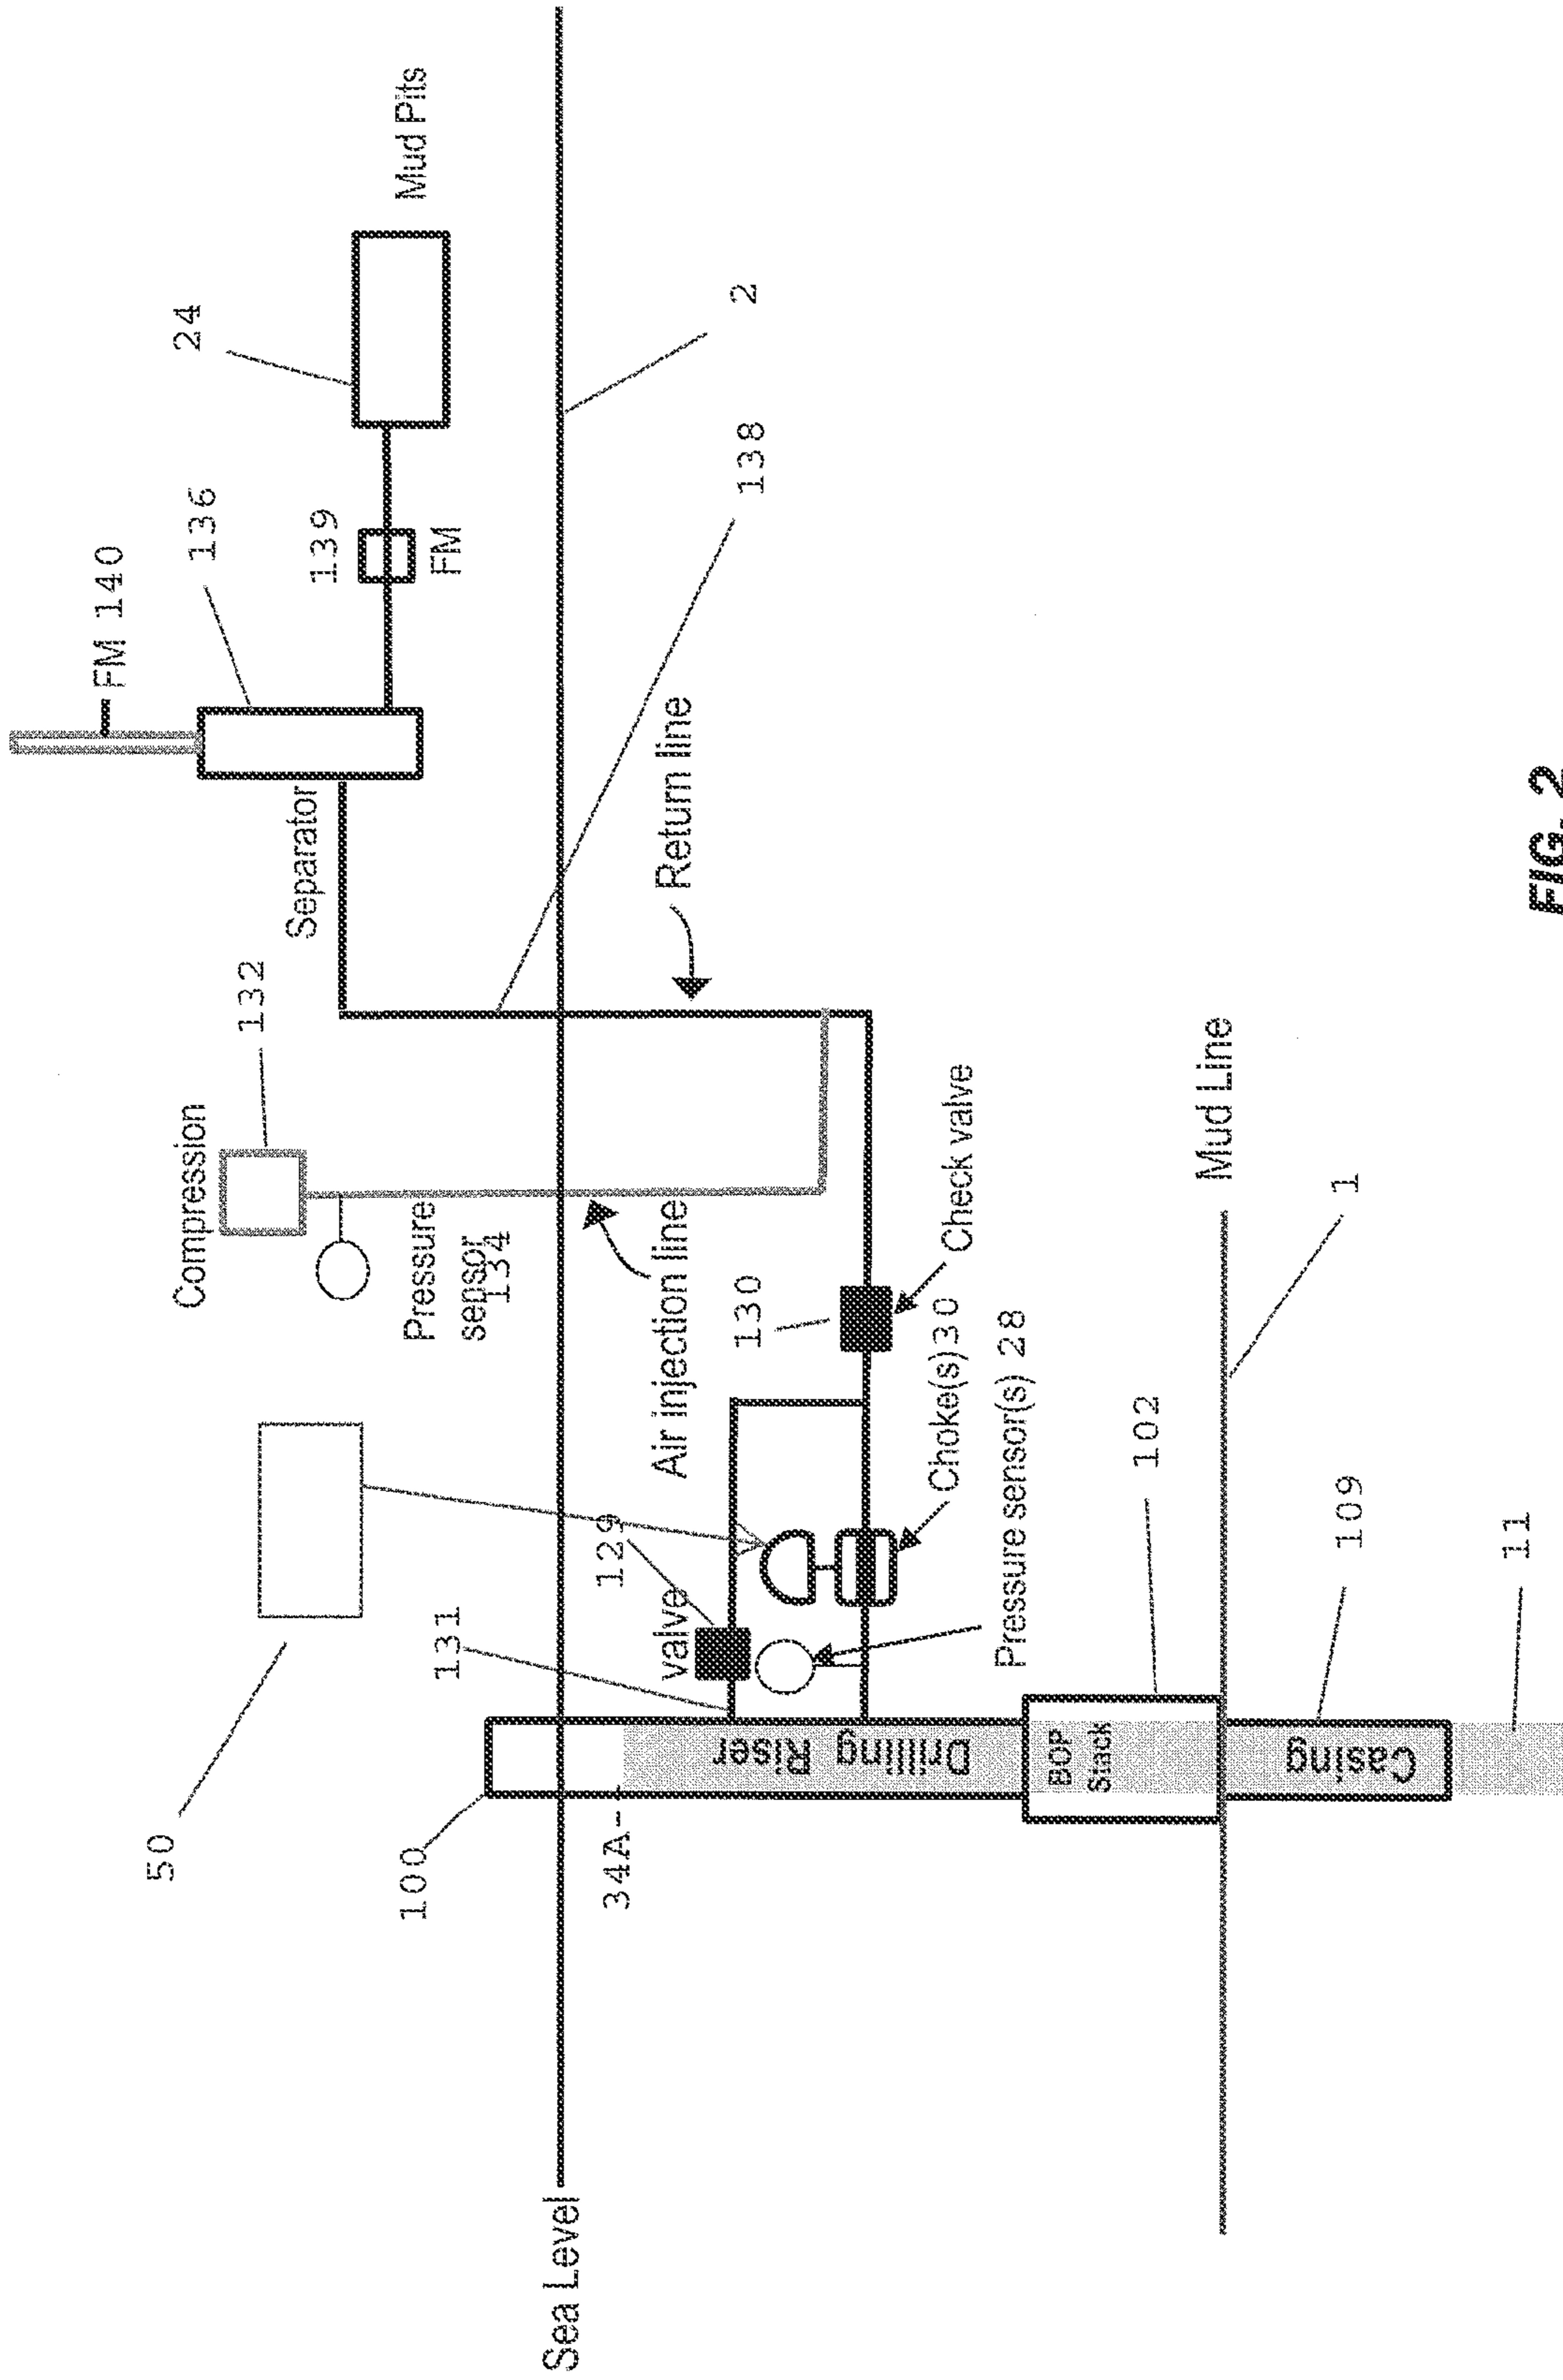 FM 140
136
24
132
139
FM
Mud Pits
Compression
Separator
50
Pressure
sensor
134
100
131
Sea Level
2
34A
129
valve
Air injection line
Return line
138
130
Drilling Riser
Choke(s) 30
Check valve
Pressure sensor(s) 28
BOP
Stack
102
Mud Line
Casing
109
1
11
FIG. 2